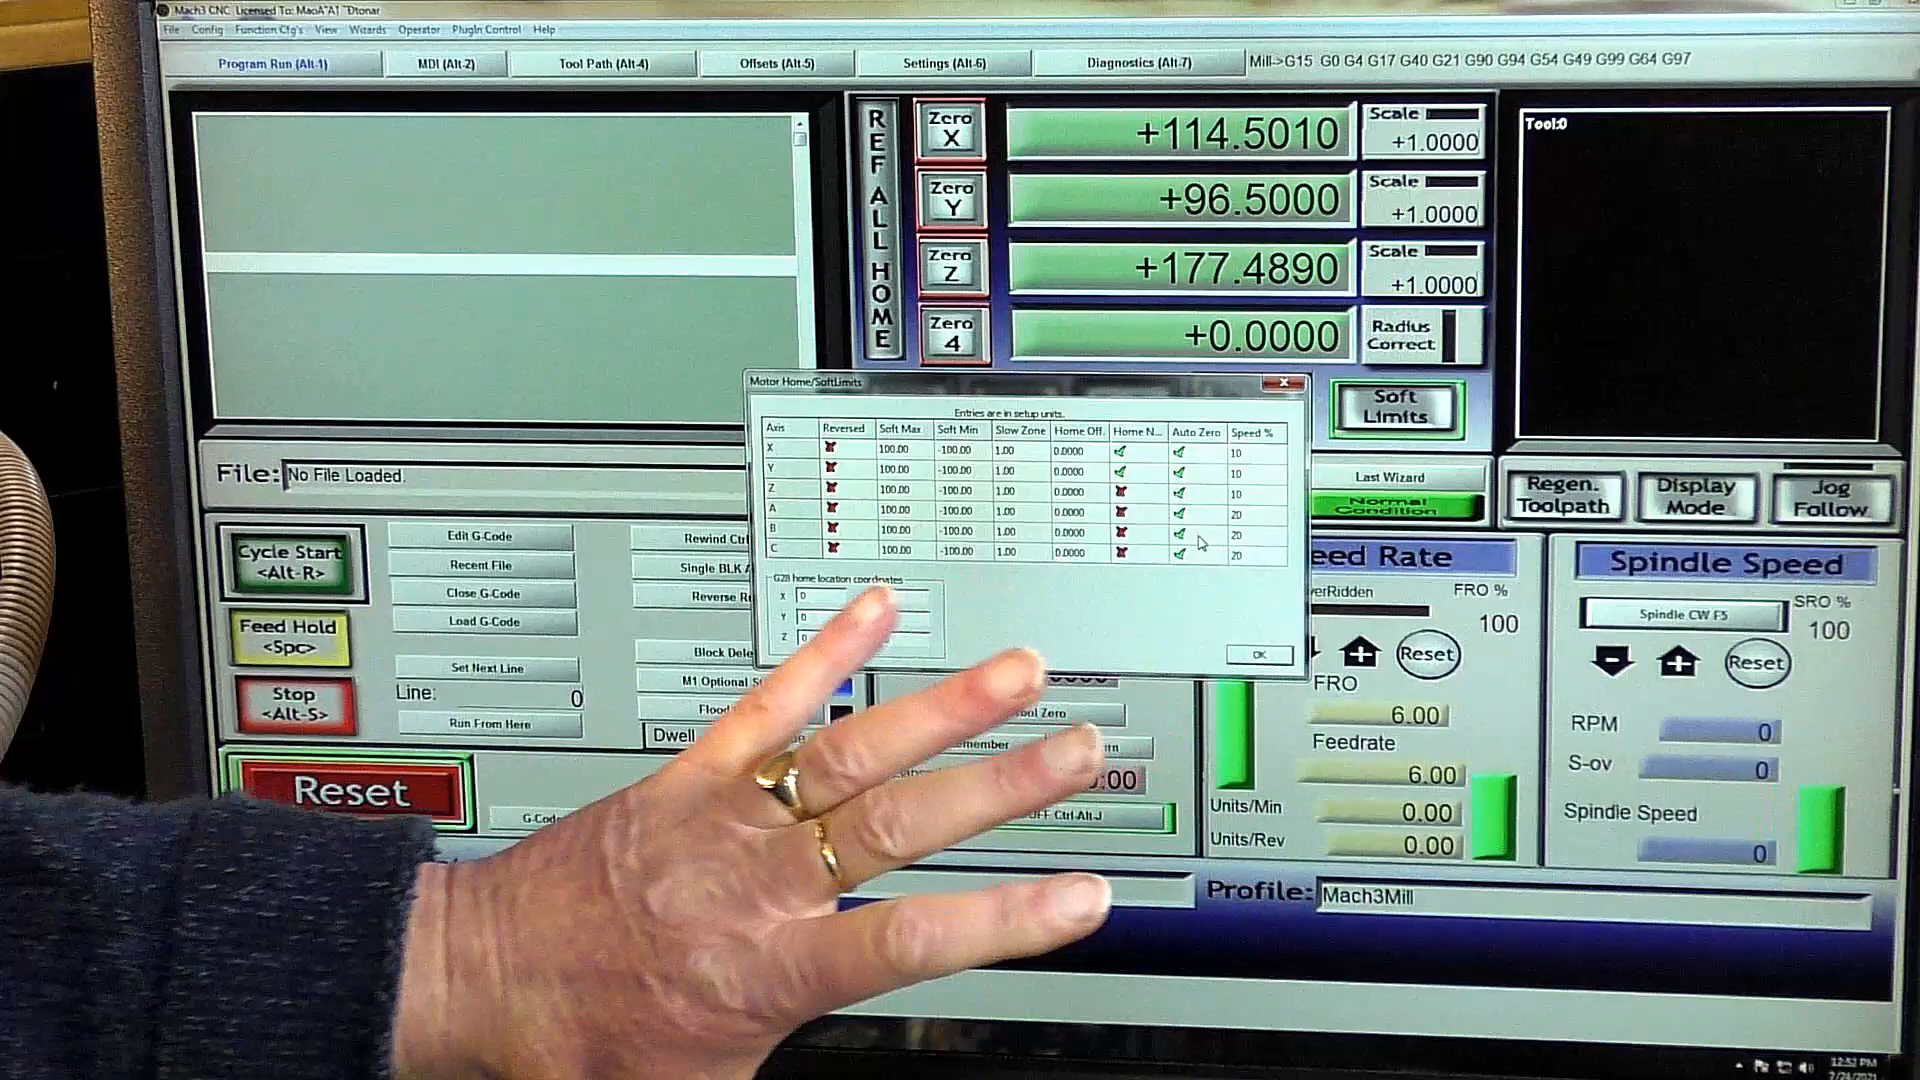 Mach3 CNC Licensed To:
File Config Function Cfg's View Wizards Operator PlugIn Control Help
Program Run (Alt-1) MDI (Alt-2) Tool Path (Alt-4) Offsets (Alt-5) Settings (Alt-6) Diagnostics (Alt-7) Mill->G15 G0 G4 G17 G40 G21 G90 G94 G54 G49 G99 G64 G97
REF ALL HOME
Zero X +114.5010 Scale +1.0000
Zero Y +96.5000 Scale +1.0000
Zero Z +177.4890 Scale +1.0000
Zero 4 +0.0000 Radius Correct
Tool:0
Soft Limits
Motor Home/SoftLimits
Entries are in setup units.
Axis Reversed Soft Max Soft Min Slow Zone Home Off. Home N... Auto Zero Speed %
X 100.00 -100.00 1.00 0.0000 10
Y 100.00 -100.00 1.00 0.0000 10
Z 100.00 -100.00 1.00 0.0000 10
A 100.00 -100.00 1.00 0.0000 20
B 100.00 -100.00 1.00 0.0000 20
C 100.00 -100.00 1.00 0.0000 20
G28 home location coordinates
X 0
Y 0
Z 0
OK
File: No File Loaded.
Last Wizard
Normal Condition
Regen. Toolpath Display Mode Jog Follow
Cycle Start <Alt-R>
Feed Hold <Spc>
Stop <Alt-S>
Reset
Edit G-Code
Recent File
Close G-Code
Load G-Code
Set Next Line
Line: 0
Run From Here
Rewind
Single BLK
Reverse
Block
M1 Optional
Flood
Dwell
Zero
Ctrl-Alt-J
Rate
FRO %
100
Reset
FRO
6.00
Feedrate
6.00
Units/Min 0.00
Units/Rev 0.00
Spindle Speed
Spindle CW F5
SRO %
100
Reset
RPM 0
S-ov 0
Spindle Speed
0
Profile: Mach3Mill
12:52 PM